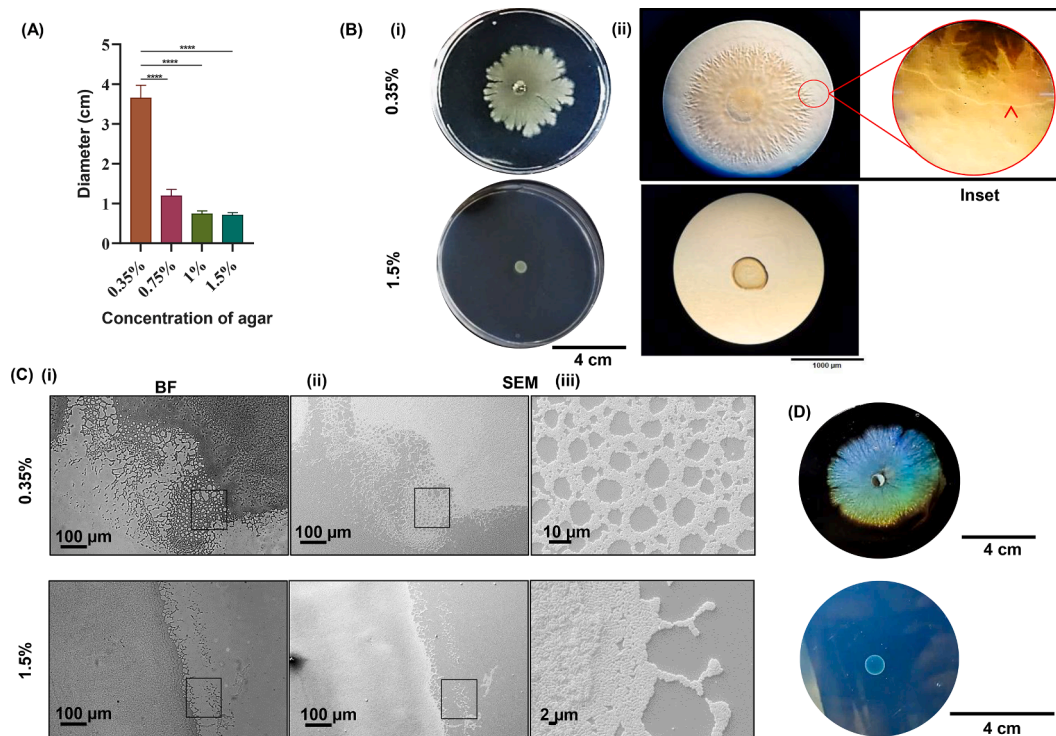 (A)
Diameter (cm)
5
4
3
2
1
0
****
****
****
0.35%
0.75%
1%
1.5%
Concentration of agar
(B)
(i)
(ii)
0.35%
Inset
1.5%
4 cm
1000 µm
(C)
(i)
BF
(ii)
SEM
(iii)
0.35%
100 µm
100 µm
10 µm
1.5%
100 µm
100 µm
2 µm
(D)
4 cm
4 cm